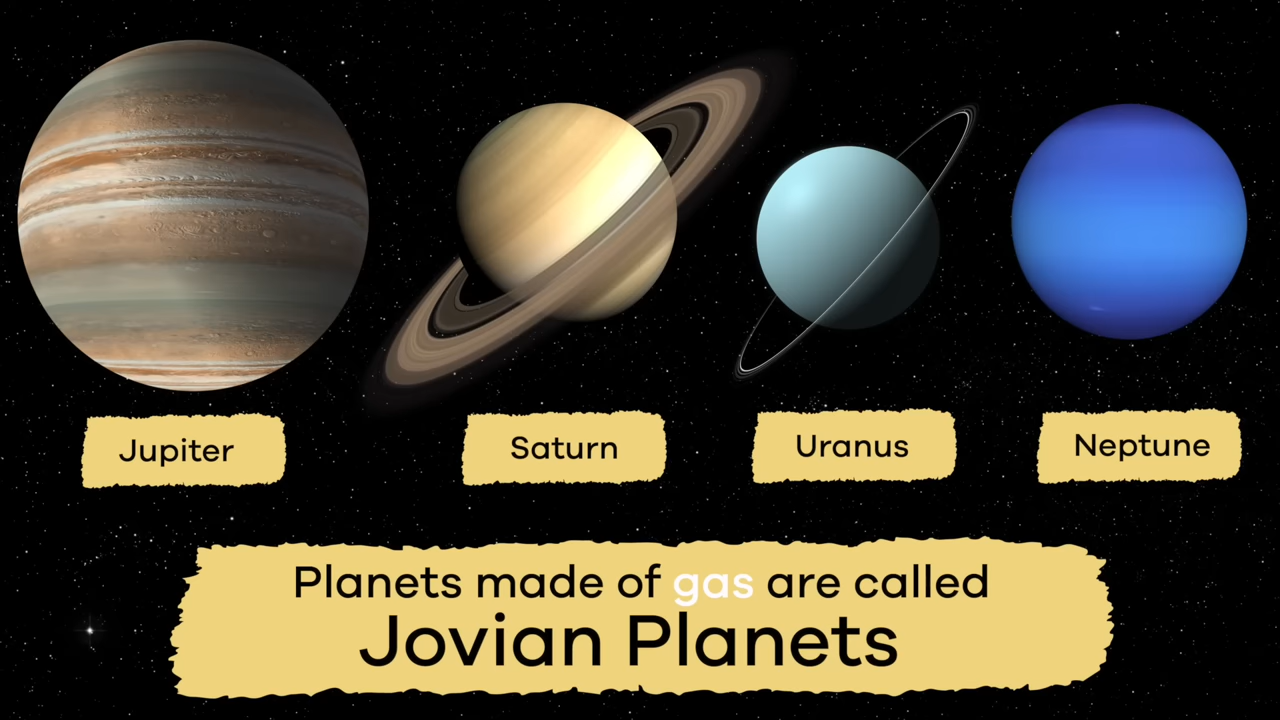 Jupiter
Saturn
Uranus
Neptune
Planets made of gas are called
Jovian Planets